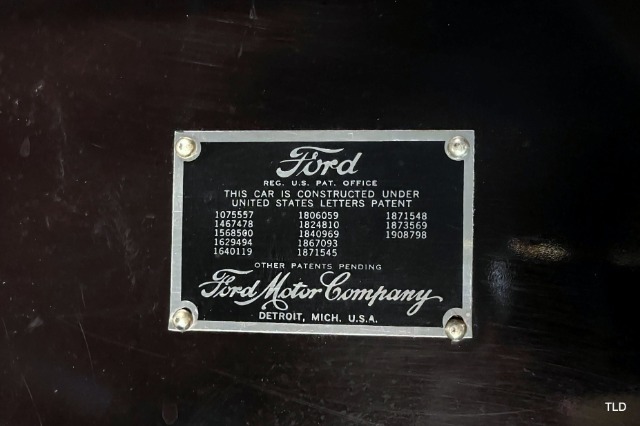 Ford
REG. U.S. PAT. OFFICE
THIS CAR IS CONSTRUCTED UNDER
UNITED STATES LETTERS PATENT
1075557 1806059 1871548
1467478 1824810 1873569
1568500 1840969 1908798
1629494 1867093
1640119 1871545
OTHER PATENTS PENDING
Ford Motor Company
DETROIT, MICH. U.S.A.
TLD